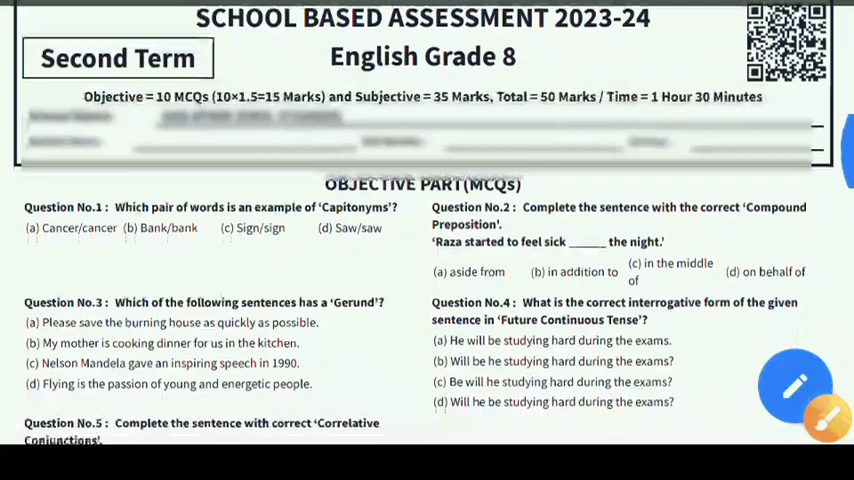 SCHOOL BASED ASSESSMENT 2023-24
Second Term
English Grade 8
Objective = 10 MCQs (10×1.5=15 Marks) and Subjective = 35 Marks, Total = 50 Marks / Time = 1 Hour 30 Minutes
OBJECTIVE PART(MCQs)
Question No.1 : Which pair of words is an example of ‘Capitonyms’?
(a) Cancer/cancer (b) Bank/bank (c) Sign/sign (d) Saw/saw
Question No.2 : Complete the sentence with the correct ‘Compound
Preposition’.
‘Raza started to feel sick ______ the night.’
(a) aside from (b) in addition to (c) in the middle
of (d) on behalf of
Question No.3 : Which of the following sentences has a ‘Gerund’?
(a) Please save the burning house as quickly as possible.
(b) My mother is cooking dinner for us in the kitchen.
(c) Nelson Mandela gave an inspiring speech in 1990.
(d) Flying is the passion of young and energetic people.
Question No.4 : What is the correct interrogative form of the given
sentence in ‘Future Continuous Tense’?
(a) He will be studying hard during the exams.
(b) Will be he studying hard during the exams?
(c) Be will he studying hard during the exams?
(d) Will he be studying hard during the exams?
Question No.5 : Complete the sentence with correct ‘Correlative
Conjunctions’.